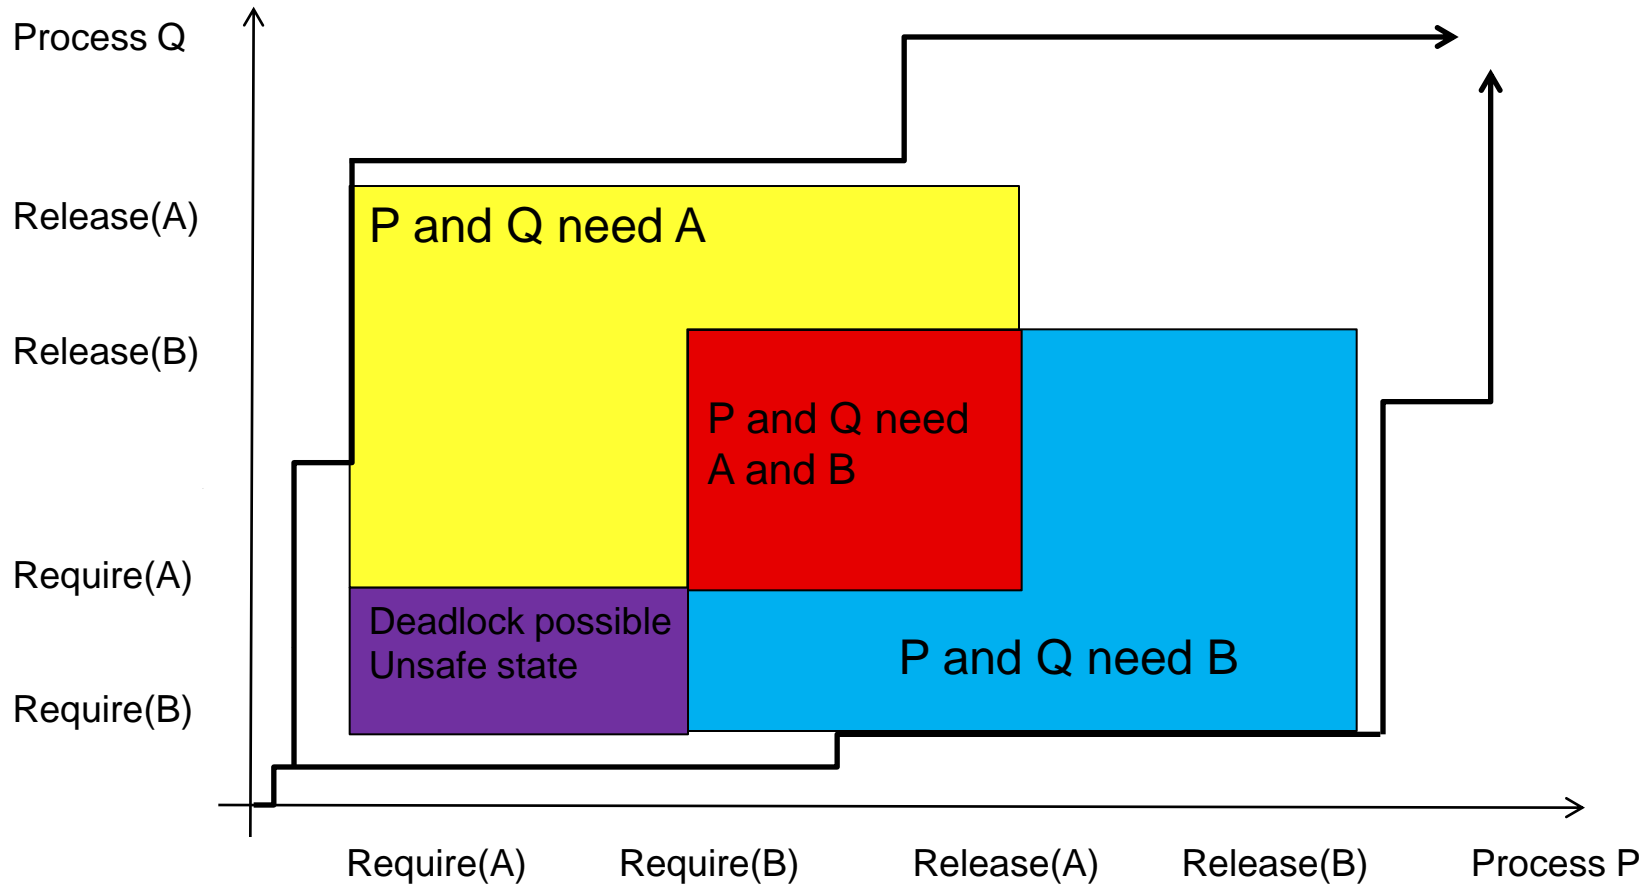 Process Q
Release(A)
P and Q need A
Release(B)
P and Q need
A and B
Require(A)
Deadlock possible
Unsafe state
P and Q need B
Require(B)
Require(A)
Require(B)
Release(A)
Release(B)
Process P